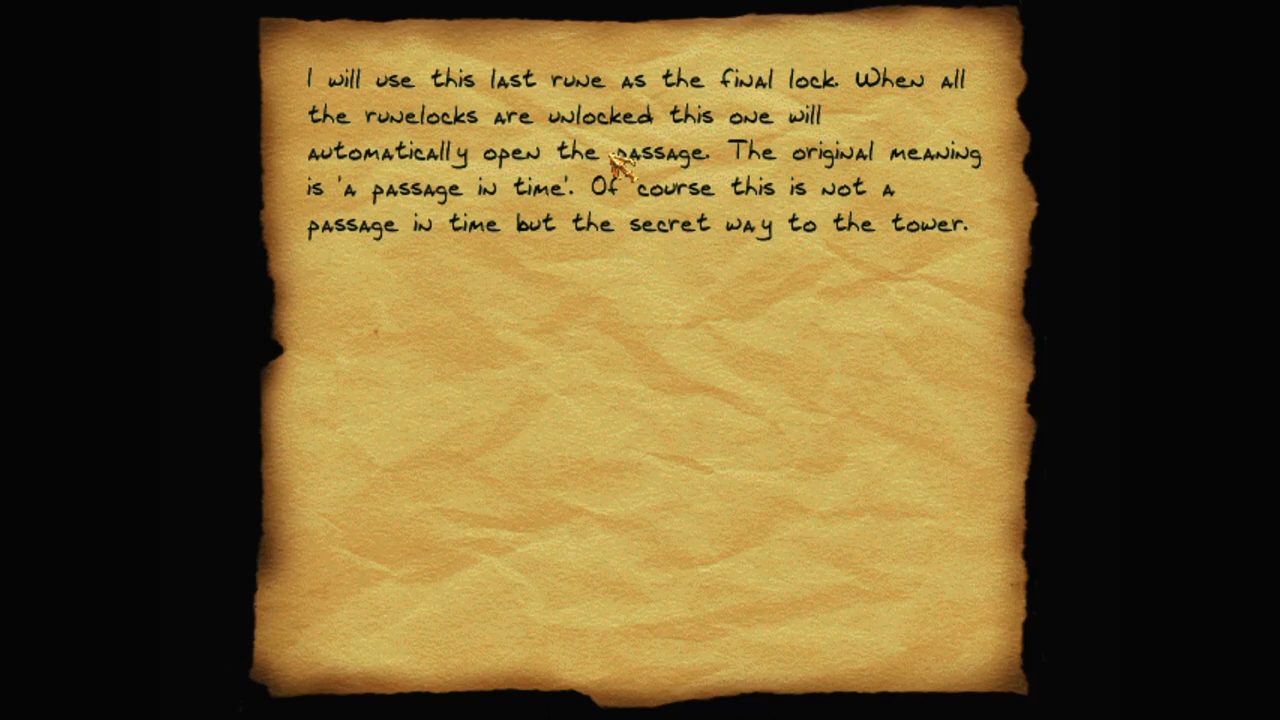 I will use this last rune as the final lock. When all
the runelocks are unlocked this one will
automatically open the passage. The original meaning
is 'a passage in time'. Of course this is not a
passage in time but the secret way to the tower.